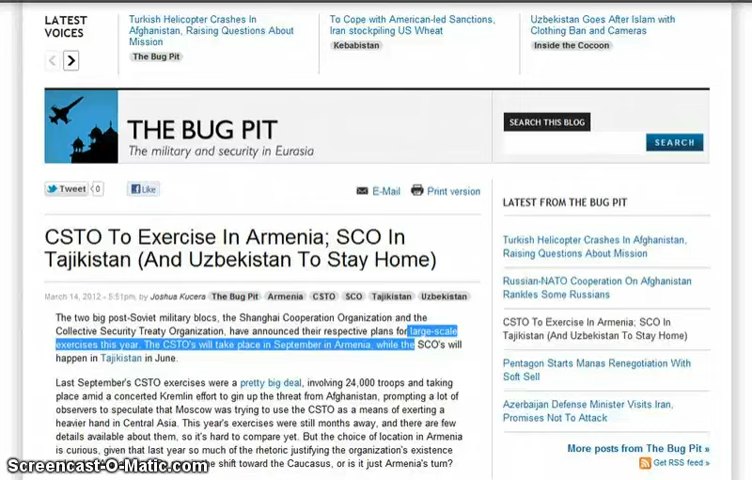 LATEST
VOICES
Turkish Helicopter Crashes In
Afghanistan, Raising Questions About
Mission
The Bug Pit
To Cope with American-led Sanctions,
Iran stockpiling US Wheat
Kebabistan
Uzbekistan Goes After Islam with
Clothing Ban and Cameras
Inside the Cocoon
THE BUG PIT
The military and security in Eurasia
SEARCH THIS BLOG
SEARCH
Tweet 0
Like
E-Mail
Print version
CSTO To Exercise In Armenia; SCO In
Tajikistan (And Uzbekistan To Stay Home)
March 14, 2012 - 5:51pm, by Joshua Kucera The Bug Pit Armenia CSTO SCO Tajikistan Uzbekistan
The two big post-Soviet military blocs, the Shanghai Cooperation Organization and the
Collective Security Treaty Organization, have announced their respective plans for large-scale
exercises this year. The CSTO's will take place in September in Armenia, while the SCO's will
happen in Tajikistan in June.
Last September's CSTO exercises were a pretty big deal, involving 24,000 troops and taking
place amid a concerted Kremlin effort to gin up the threat from Afghanistan, prompting a lot of
observers to speculate that Moscow was trying to use the CSTO as a means of exerting a
heavier hand in Central Asia. This year's exercises were still months away, and there are few
details available about them, so it's hard to compare yet. But the choice of location in Armenia
is curious, given that last year so much of the rhetoric justifying the organization's existence
the shift toward the Caucasus, or is it just Armenia's turn?
LATEST FROM THE BUG PIT
Turkish Helicopter Crashes In Afghanistan,
Raising Questions About Mission
Russian-NATO Cooperation On Afghanistan
Rankles Some Russians
CSTO To Exercise In Armenia; SCO In
Tajikistan (And Uzbekistan To Stay Home)
Pentagon Starts Manas Renegotiation With
Soft Sell
Azerbaijan Defense Minister Visits Iran,
Promises Not To Attack
More posts from The Bug Pit »
Get RSS feed »
Screencast-O-Matic.com